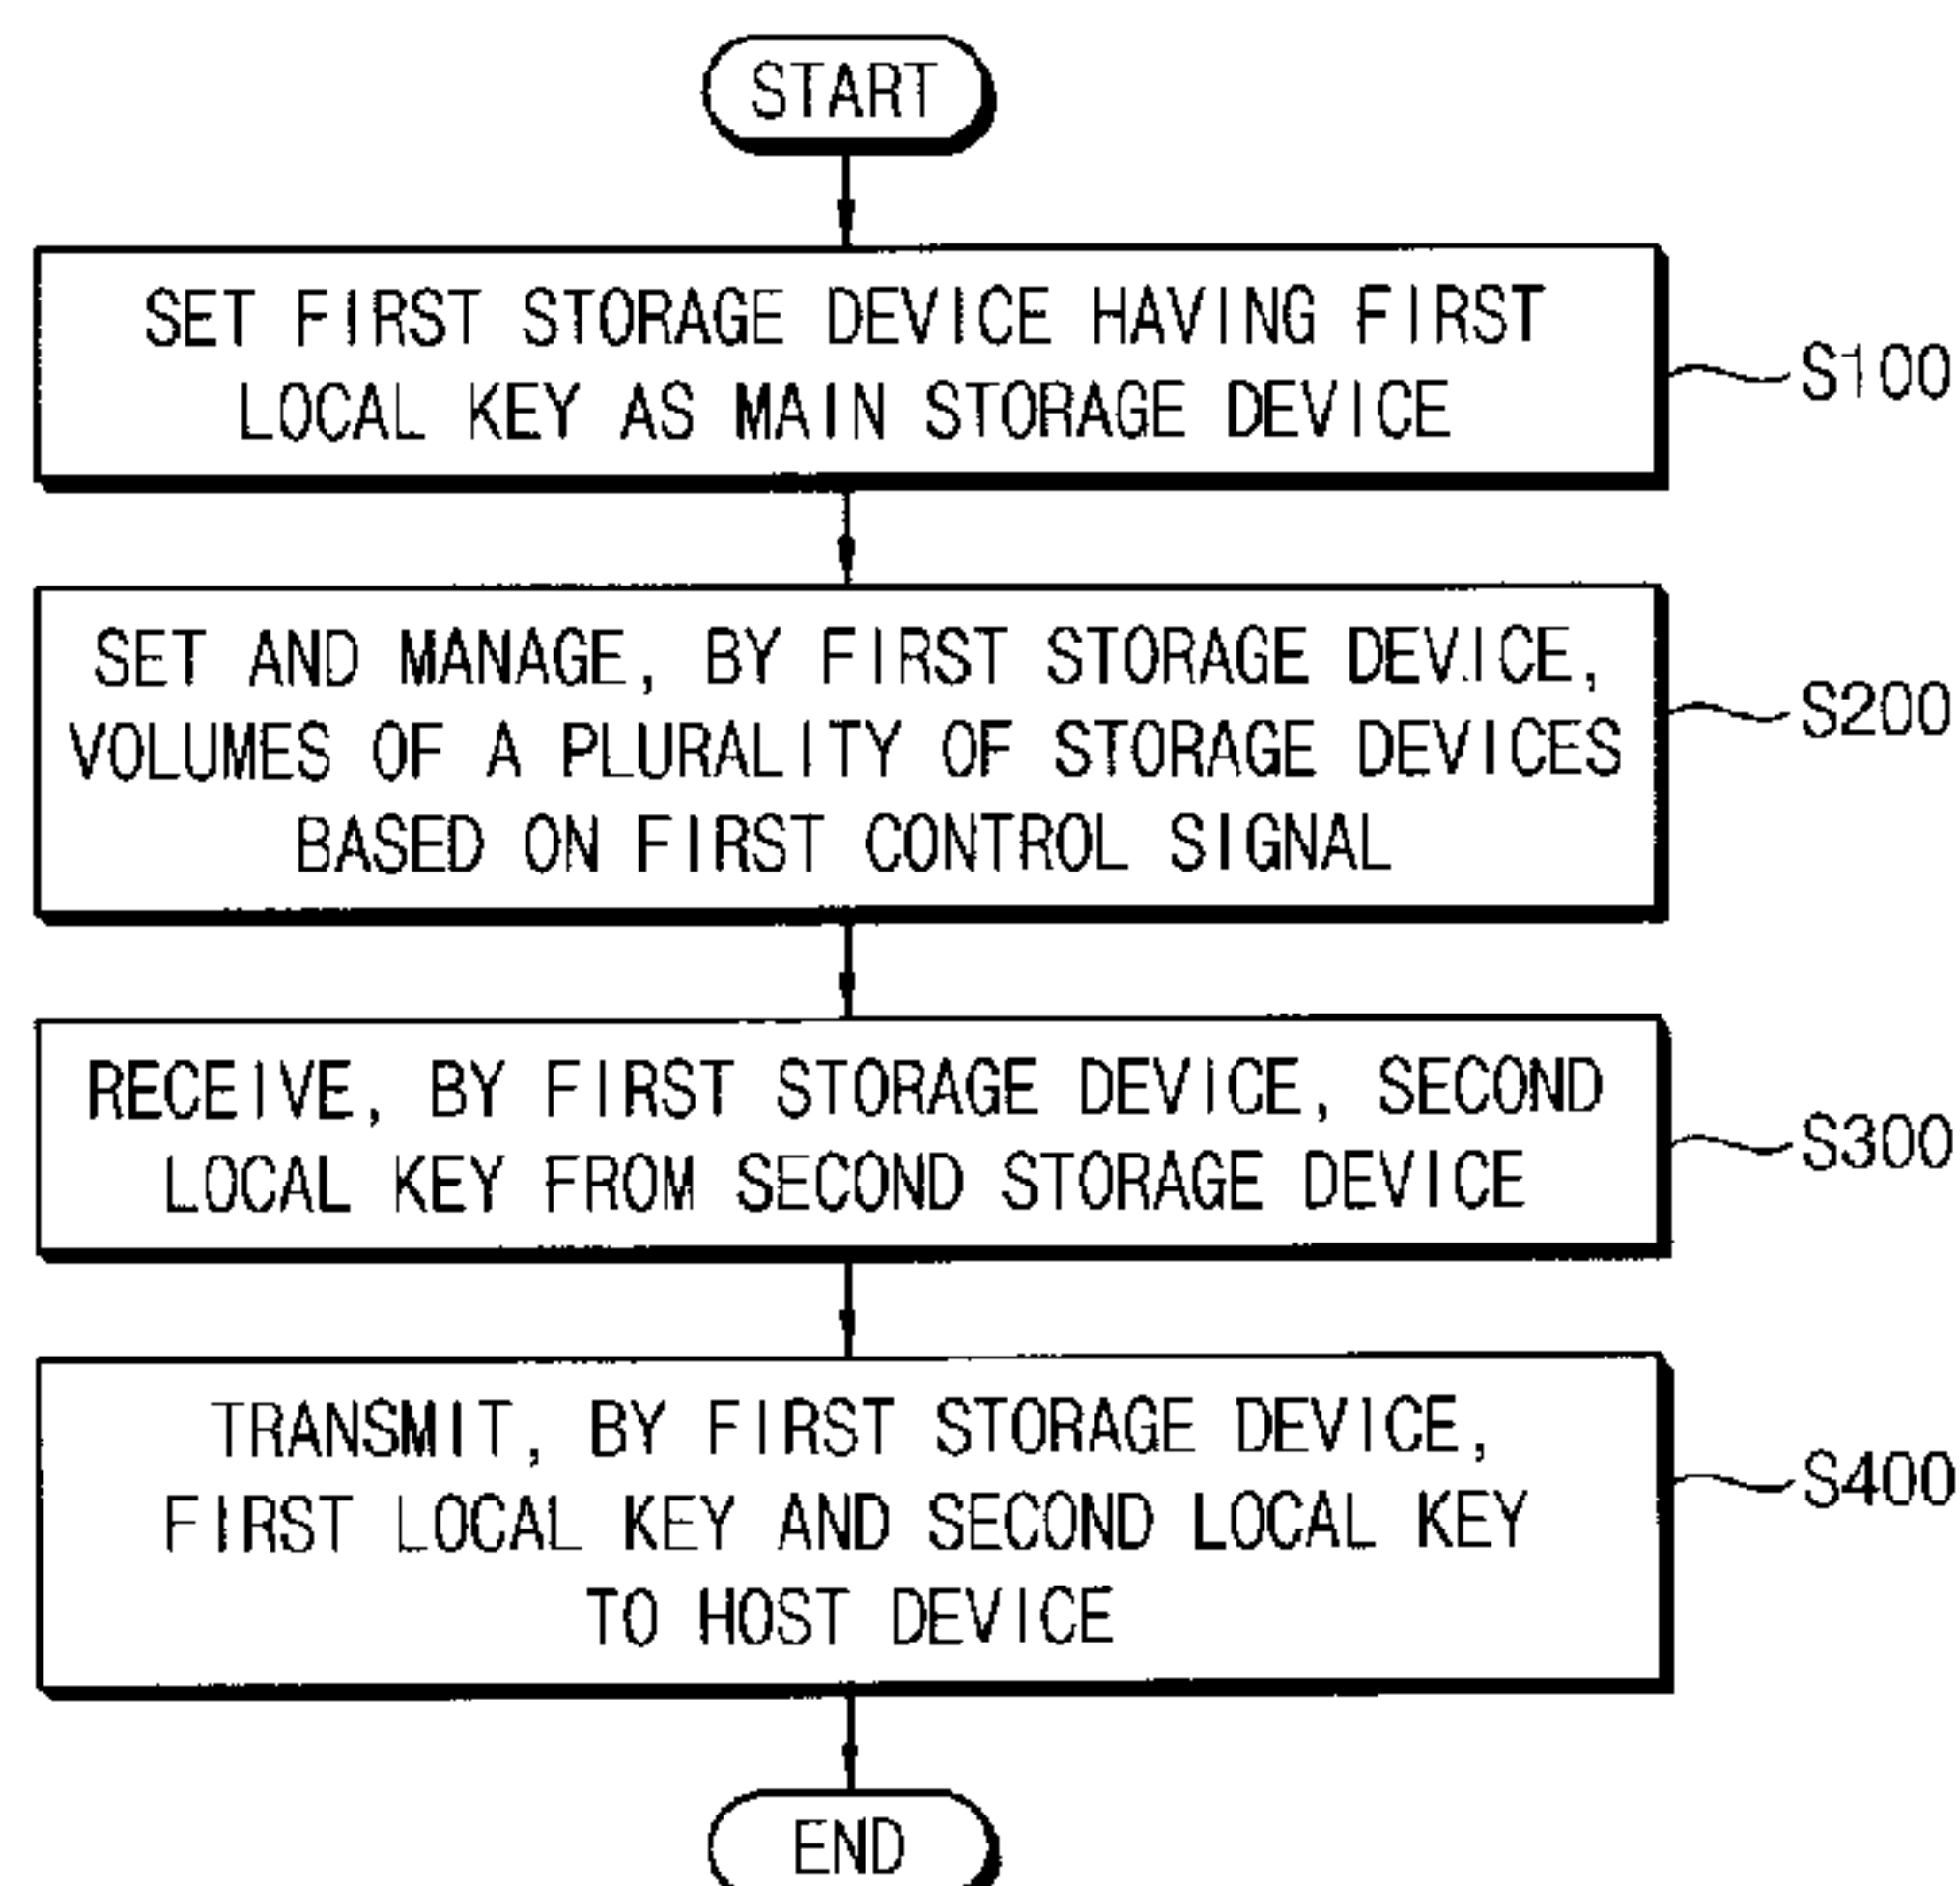 START
SET FIRST STORAGE DEVICE HAVING FIRST
LOCAL KEY AS MAIN STORAGE DEVICE
S100
SET AND MANAGE, BY FIRST STORAGE DEVICE,
VOLUMES OF A PLURALITY OF STORAGE DEVICES
BASED ON FIRST CONTROL SIGNAL
S200
RECEIVE, BY FIRST STORAGE DEVICE, SECOND
LOCAL KEY FROM SECOND STORAGE DEVICE
S300
TRANSMIT, BY FIRST STORAGE DEVICE,
FIRST LOCAL KEY AND SECOND LOCAL KEY
TO HOST DEVICE
S400
END